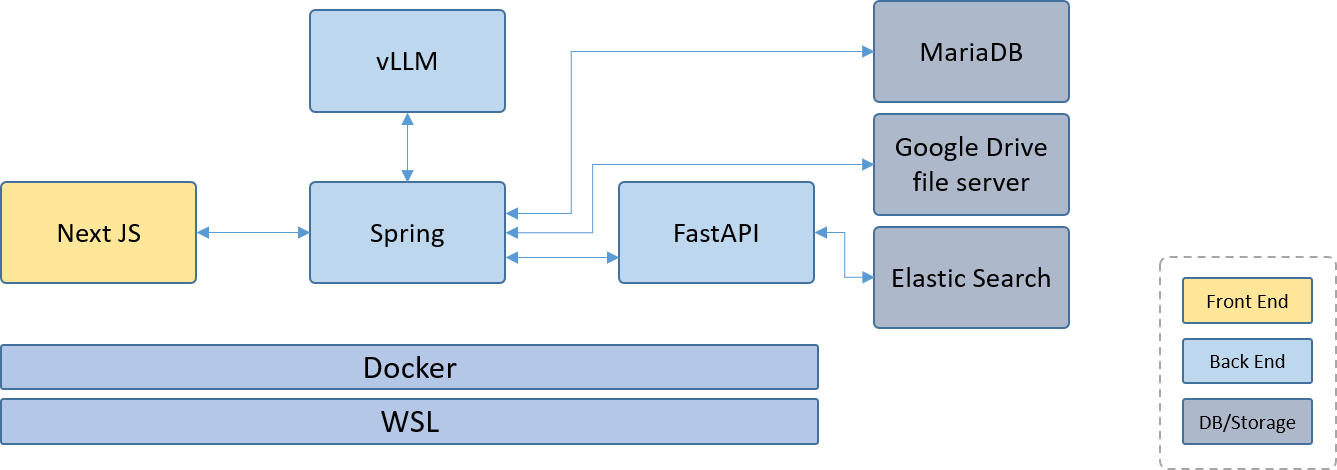 vLLM
MariaDB
Google Drive
file server
Next JS
Spring
FastAPI
Elastic Search
Front End
Back End
DB/Storage
Docker
WSL